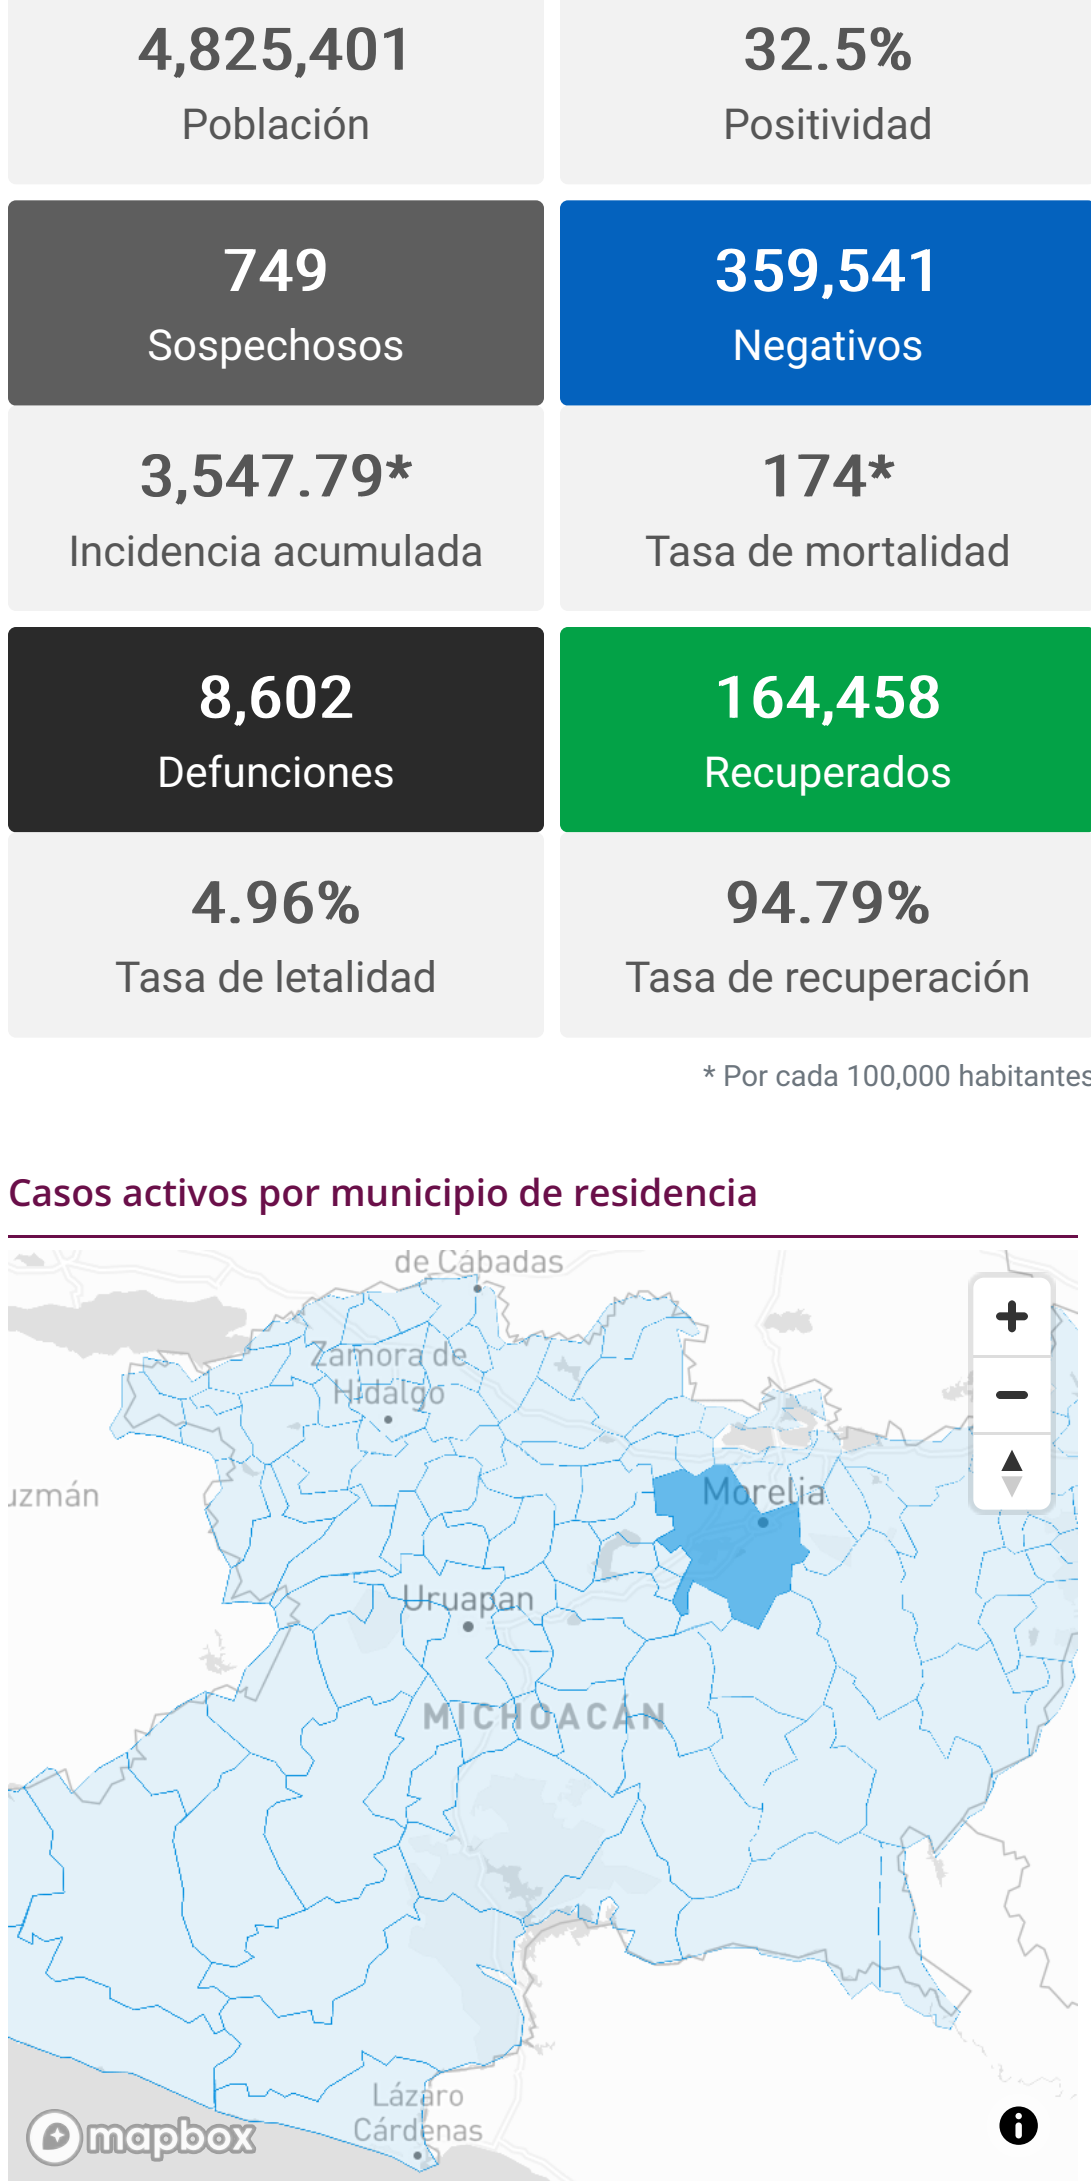 4,825,401
Población
32.5%
Positividad
749
Sospechosos
359,541
Negativos
3,547.79*
Incidencia acumulada
174*
Tasa de mortalidad
8,602
Defunciones
164,458
Recuperados
4.96%
Tasa de letalidad
94.79%
Tasa de recuperación
* Por cada 100,000 habitantes
Casos activos por municipio de residencia
de Cábadas
Zamora de
Hidalgo
uzmán
Morelia
Uruapan
MICHOACÁN
Lázaro
Cárdenas
mapbox